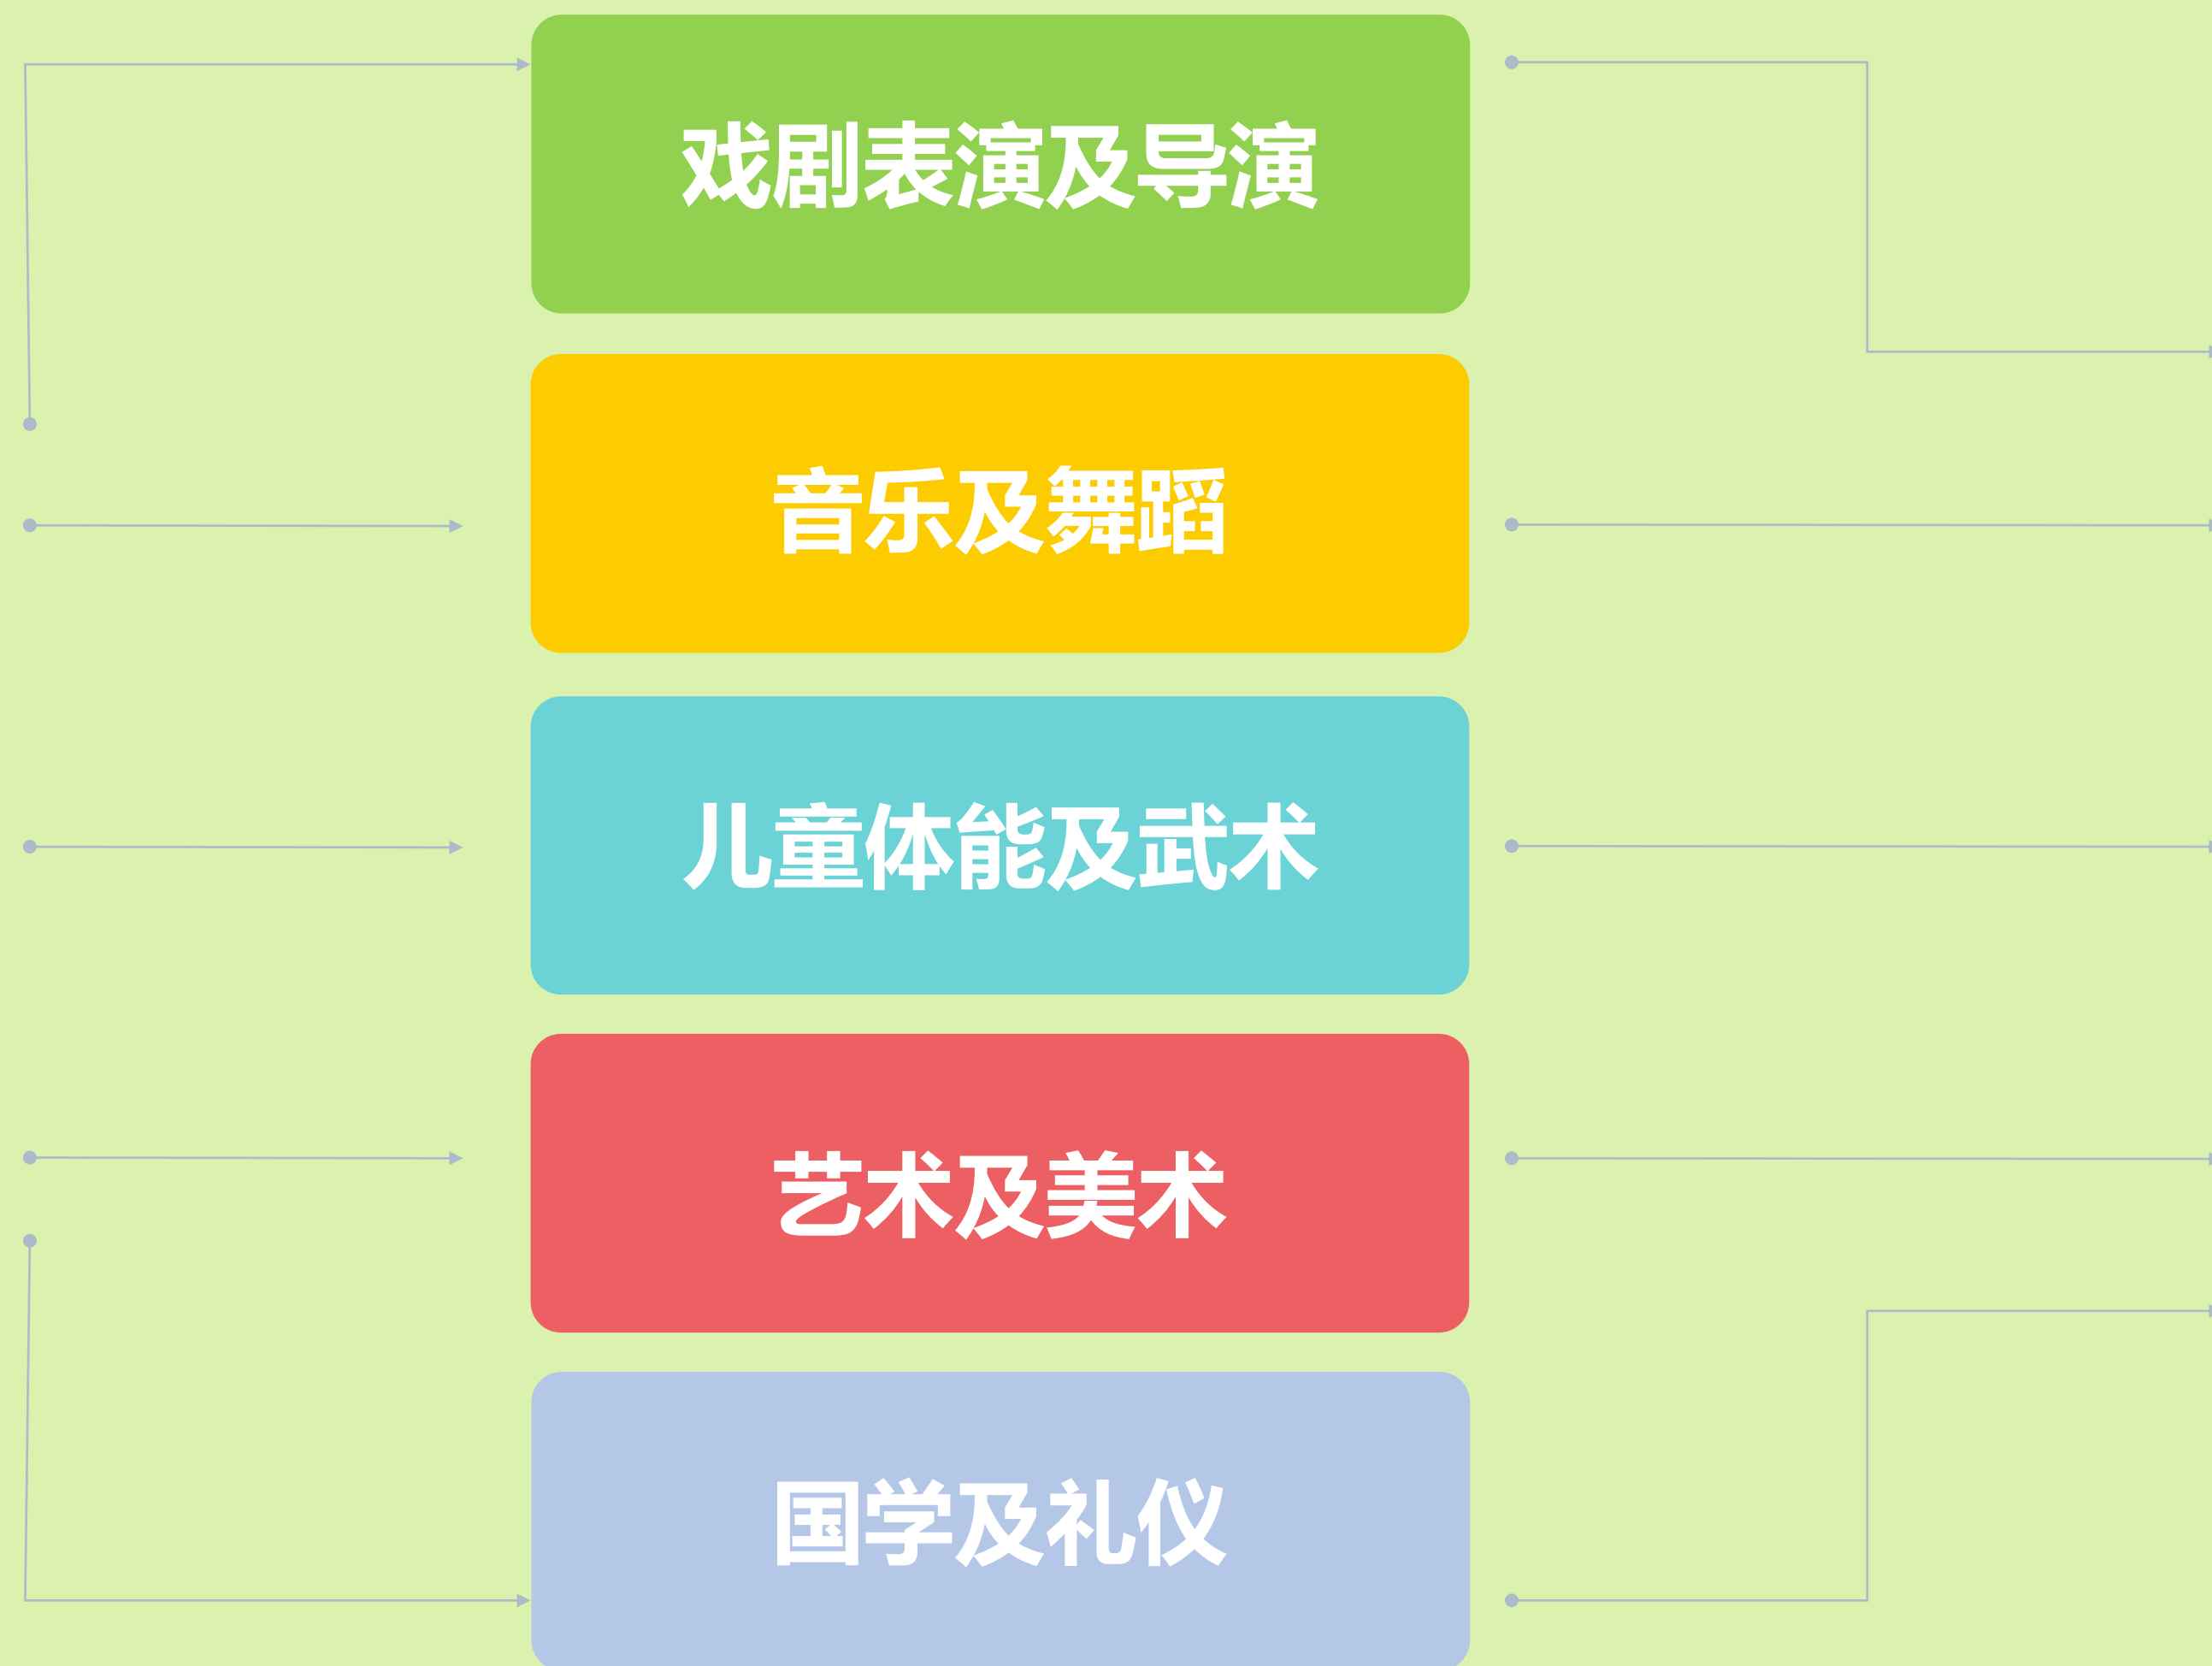 戏剧表演及导演
音乐及舞蹈
儿童体能及武术
艺术及美术
国学及礼仪